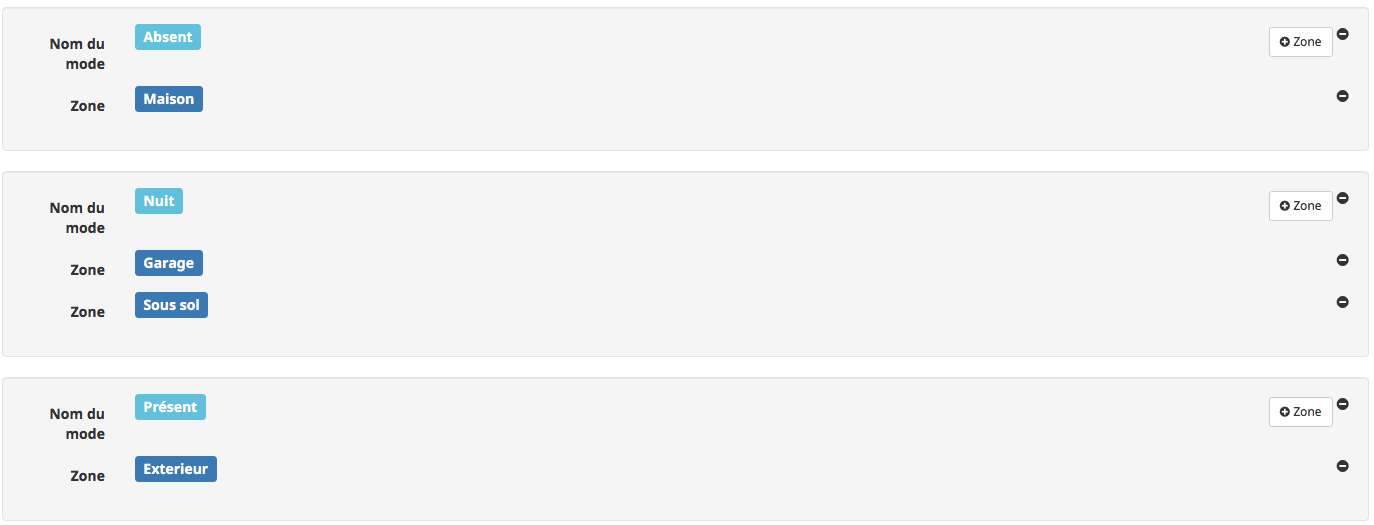 Nom du
mode
Absent
Zone
Zone
Maison
Nom du
mode
Nuit
Zone
Zone
Garage
Zone
Sous sol
Nom du
mode
Présent
Zone
Zone
Exterieur